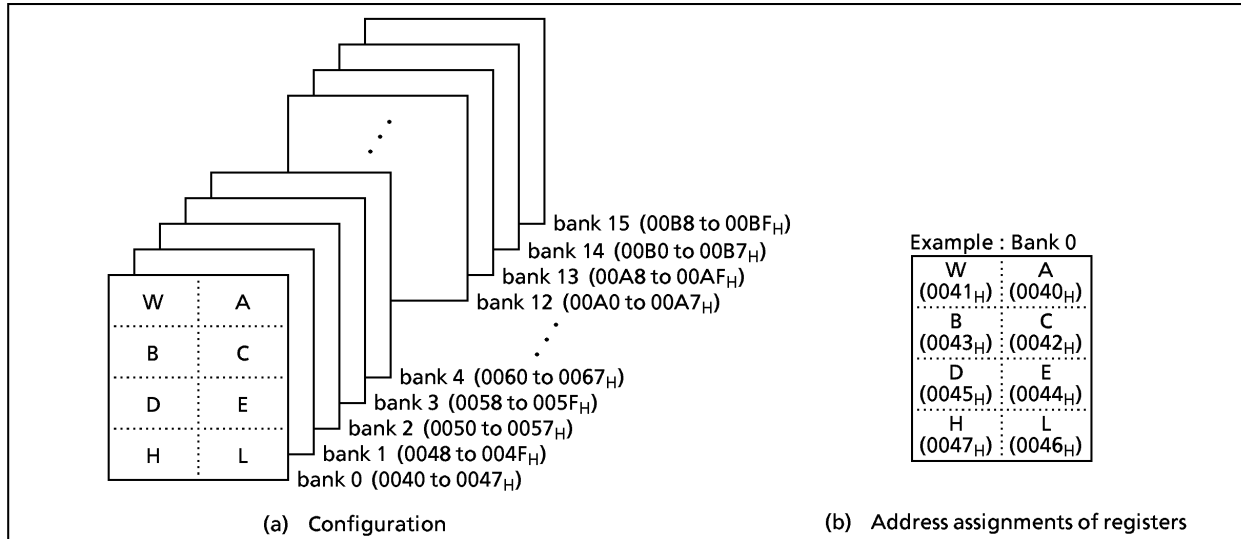 bank 15 (00B8 to 00BFH)
bank 14 (00B0 to 00B7H)
bank 13 (00A8 to 00AFH)
bank 12 (00A0 to 00A7H)
bank 4 (0060 to 0067H)
bank 3 (0058 to 005FH)
bank 2 (0050 to 0057H)
bank 1 (0048 to 004FH)
bank 0 (0040 to 0047H)
W A
B C
D E
H L
(a) Configuration
Example : Bank 0
W A
(0041H) (0040H)
B C
(0043H) (0042H)
D E
(0045H) (0044H)
H L
(0047H) (0046H)
(b) Address assignments of registers